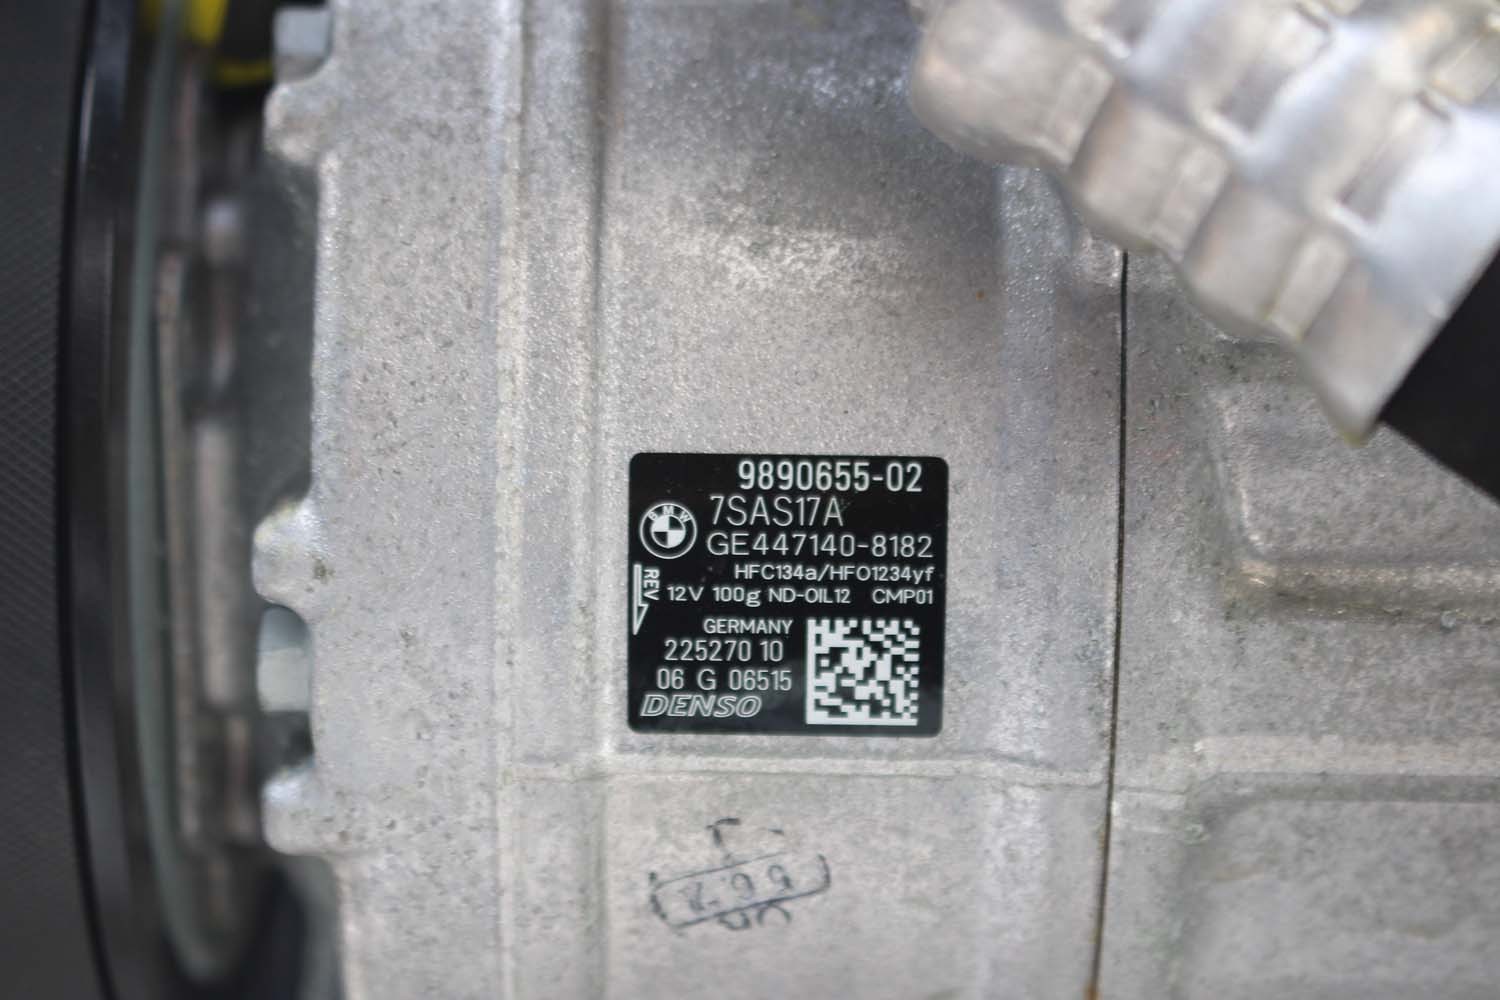 9890655-02
7SAS17A
BMW
GE447140-8182
HFC134a/HFO1234yf
REV
12V 100g ND-OIL12 CMP01
GERMANY
225270 10
06 G 06515
DENSO